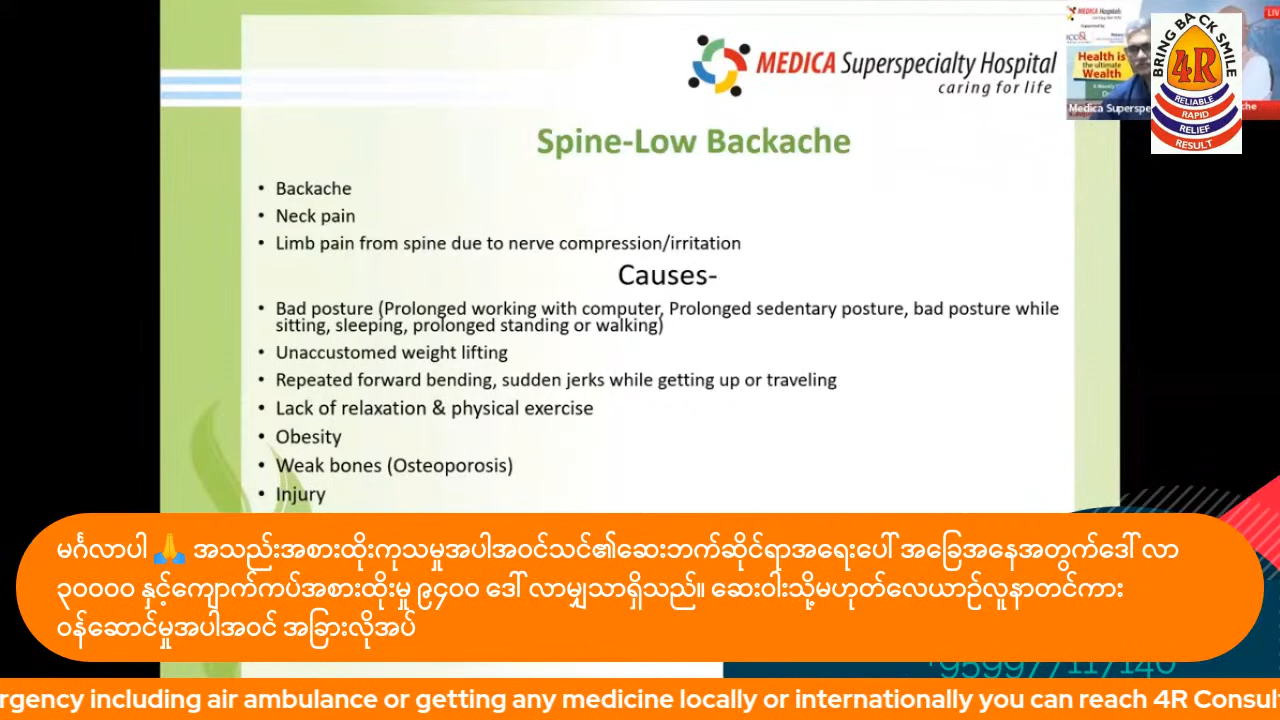 MEDICA Superspecialty Hospital
caring for life
MEDICA Hospitals
Health is
the ultimate
Wealth
LIV
BRING BACK SMILE
4R
RELIABLE
RAPID
RELIEF
RESULT
Medica Superspe
che
Spine-Low Backache
• Backache
• Neck pain
• Limb pain from spine due to nerve compression/irritation
Causes-
• Bad posture (Prolonged working with computer, Prolonged sedentary posture, bad posture while
sitting, sleeping, prolonged standing or walking)
• Unaccustomed weight lifting
• Repeated forward bending, sudden jerks while getting up or traveling
• Lack of relaxation & physical exercise
• Obesity
• Weak bones (Osteoporosis)
• Injury
မင်္ဂလာပါ 🙏 အသည်းအစားထိုးကုသမှုအပါအဝင်သင်၏ဆေးဘက်ဆိုင်ရာအရေးပေါ် အခြေအနေအတွက်ဒေါ် လာ
၃၀၀၀၀ နှင့်ကျောက်ကပ်အစားထိုးမှု ၉၄၀၀ ဒေါ် လာမျှသာရှိသည်။ ဆေးဝါးသို့မဟုတ်လေယာဉ်လူနာတင်ကား
ဝန်ဆောင်မှုအပါအဝင် အခြားလိုအပ်
+959977117140
rgency including air ambulance or getting any medicine locally or internationally you can reach 4R Consul